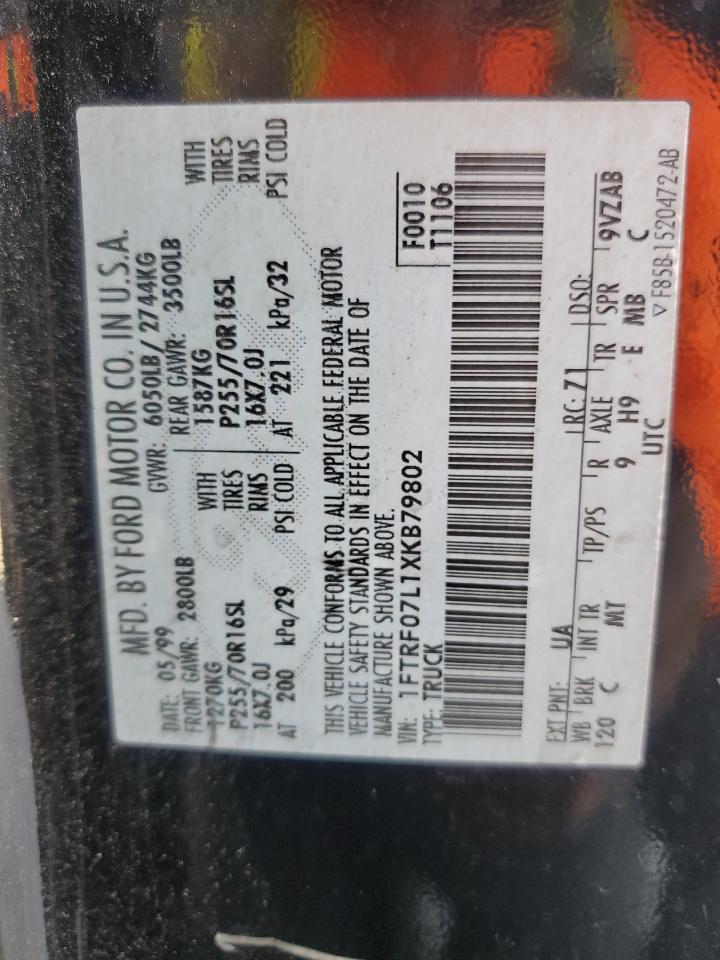 MFD. BY FORD MOTOR CO. IN U.S.A.
DATE: 05/99 GVWR: 6050LB/ 2744KG
FRONT GAWR: 2800LB REAR GAWR: 3500LB
1270KG WITH 1587KG WITH
P255/70R16SL TIRES P255/70R16SL TIRES
16X7.0J RIMS 16X7.0J RIMS
AT 200 kPa/29 PSI COLD AT 221 kPa/32 PSI COLD
THIS VEHICLE CONFORMS TO ALL APPLICABLE FEDERAL MOTOR
VEHICLE SAFETY STANDARDS IN EFFECT ON THE DATE OF
MANUFACTURE SHOWN ABOVE.
VIN: 1FTRF07L1XKB79802 F0010
TYPE: TRUCK T1106
EXT PNT: UA RC: 71 DSO:
WB BRK INT TR TP/PS R AXLE TR SPR 9VZAB
120 C MT 9 H9 E MB C
UTC
▽ F85B-1520472-AB